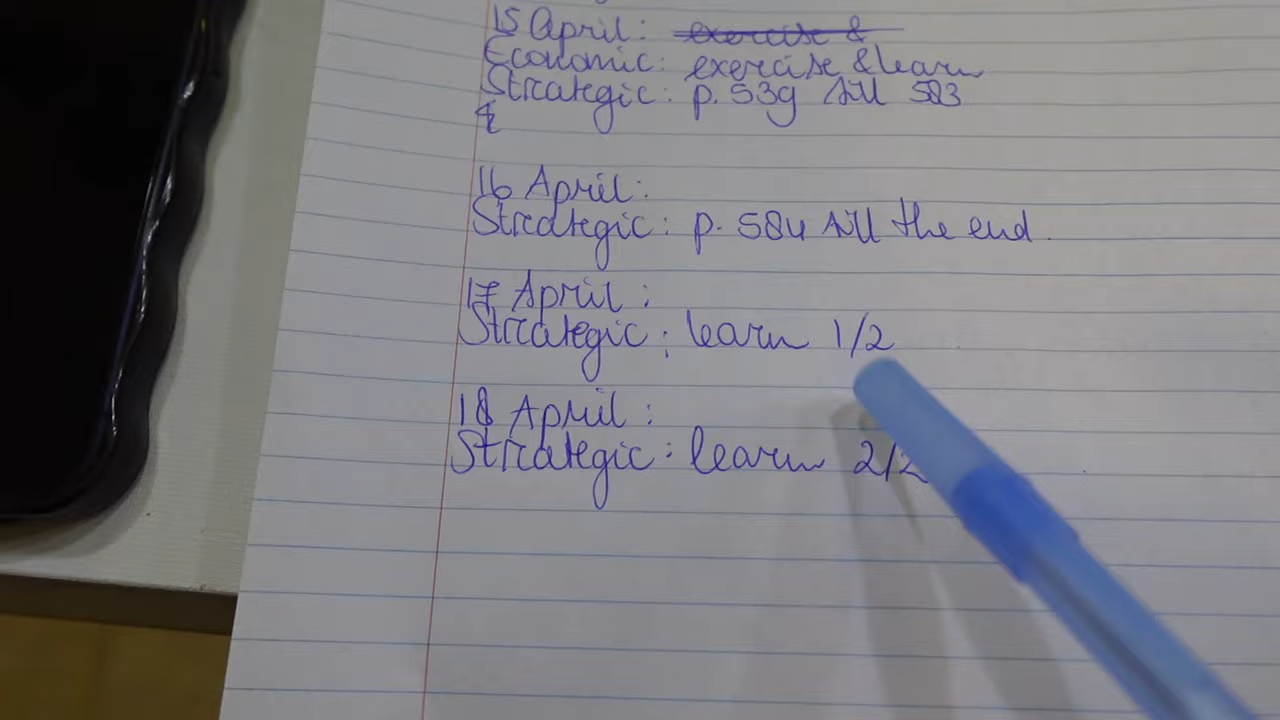 15 April: exercise &
Economic: exercise & learn
Strategic: p. 539 till 583
&
16 April:
Strategic: p. 584 till the end.
17 April:
Strategic: learn 1/2
18 April:
Strategic: learn 2/2